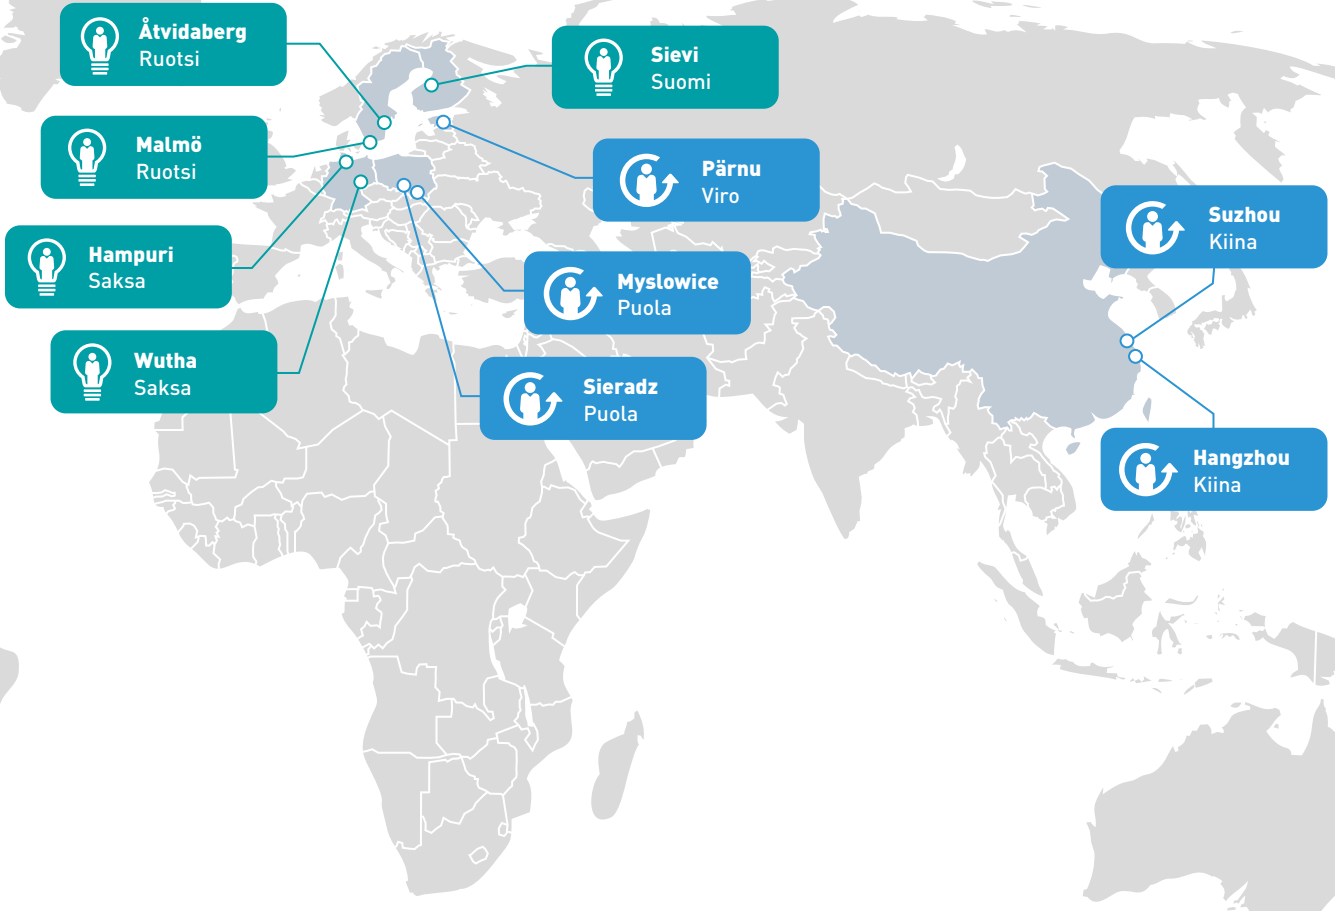 Åtvidaberg
Ruotsi
Sievi
Suomi
Malmö
Ruotsi
Pärnu
Viro
Suzhou
Kiina
Hampuri
Saksa
Myslowice
Puola
Wutha
Saksa
Sieradz
Puola
Hangzhou
Kiina